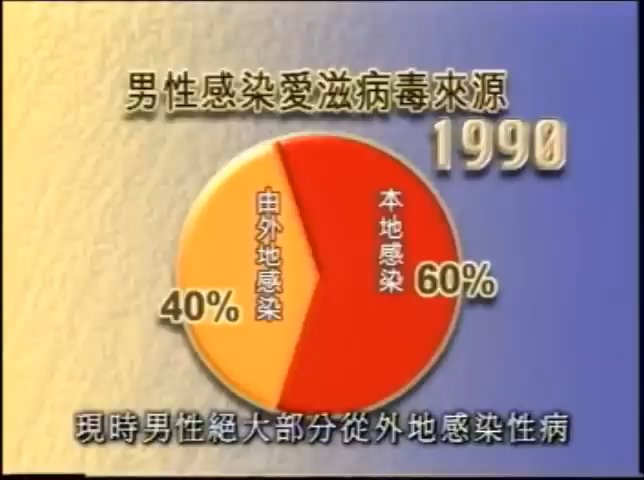 男性感染愛滋病毒來源
1990
由外地感染
本地感染
40%
60%
現時男性絕大部分從外地感染性病